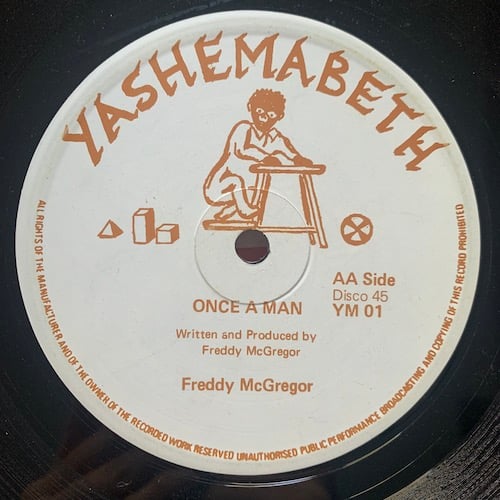 YASHEMABETH
AA Side
Disco 45
YM 01
ONCE A MAN
Written and Produced by
Freddy McGregor
Freddy McGregor
ALL RIGHTS OF THE MANUFACTURER AND OF THE OWNER OF THE RECORDED WORK RESERVED UNAUTHORISED PUBLIC PERFORMANCE BROADCASTING AND COPYING OF THIS RECORD PROHIBITED